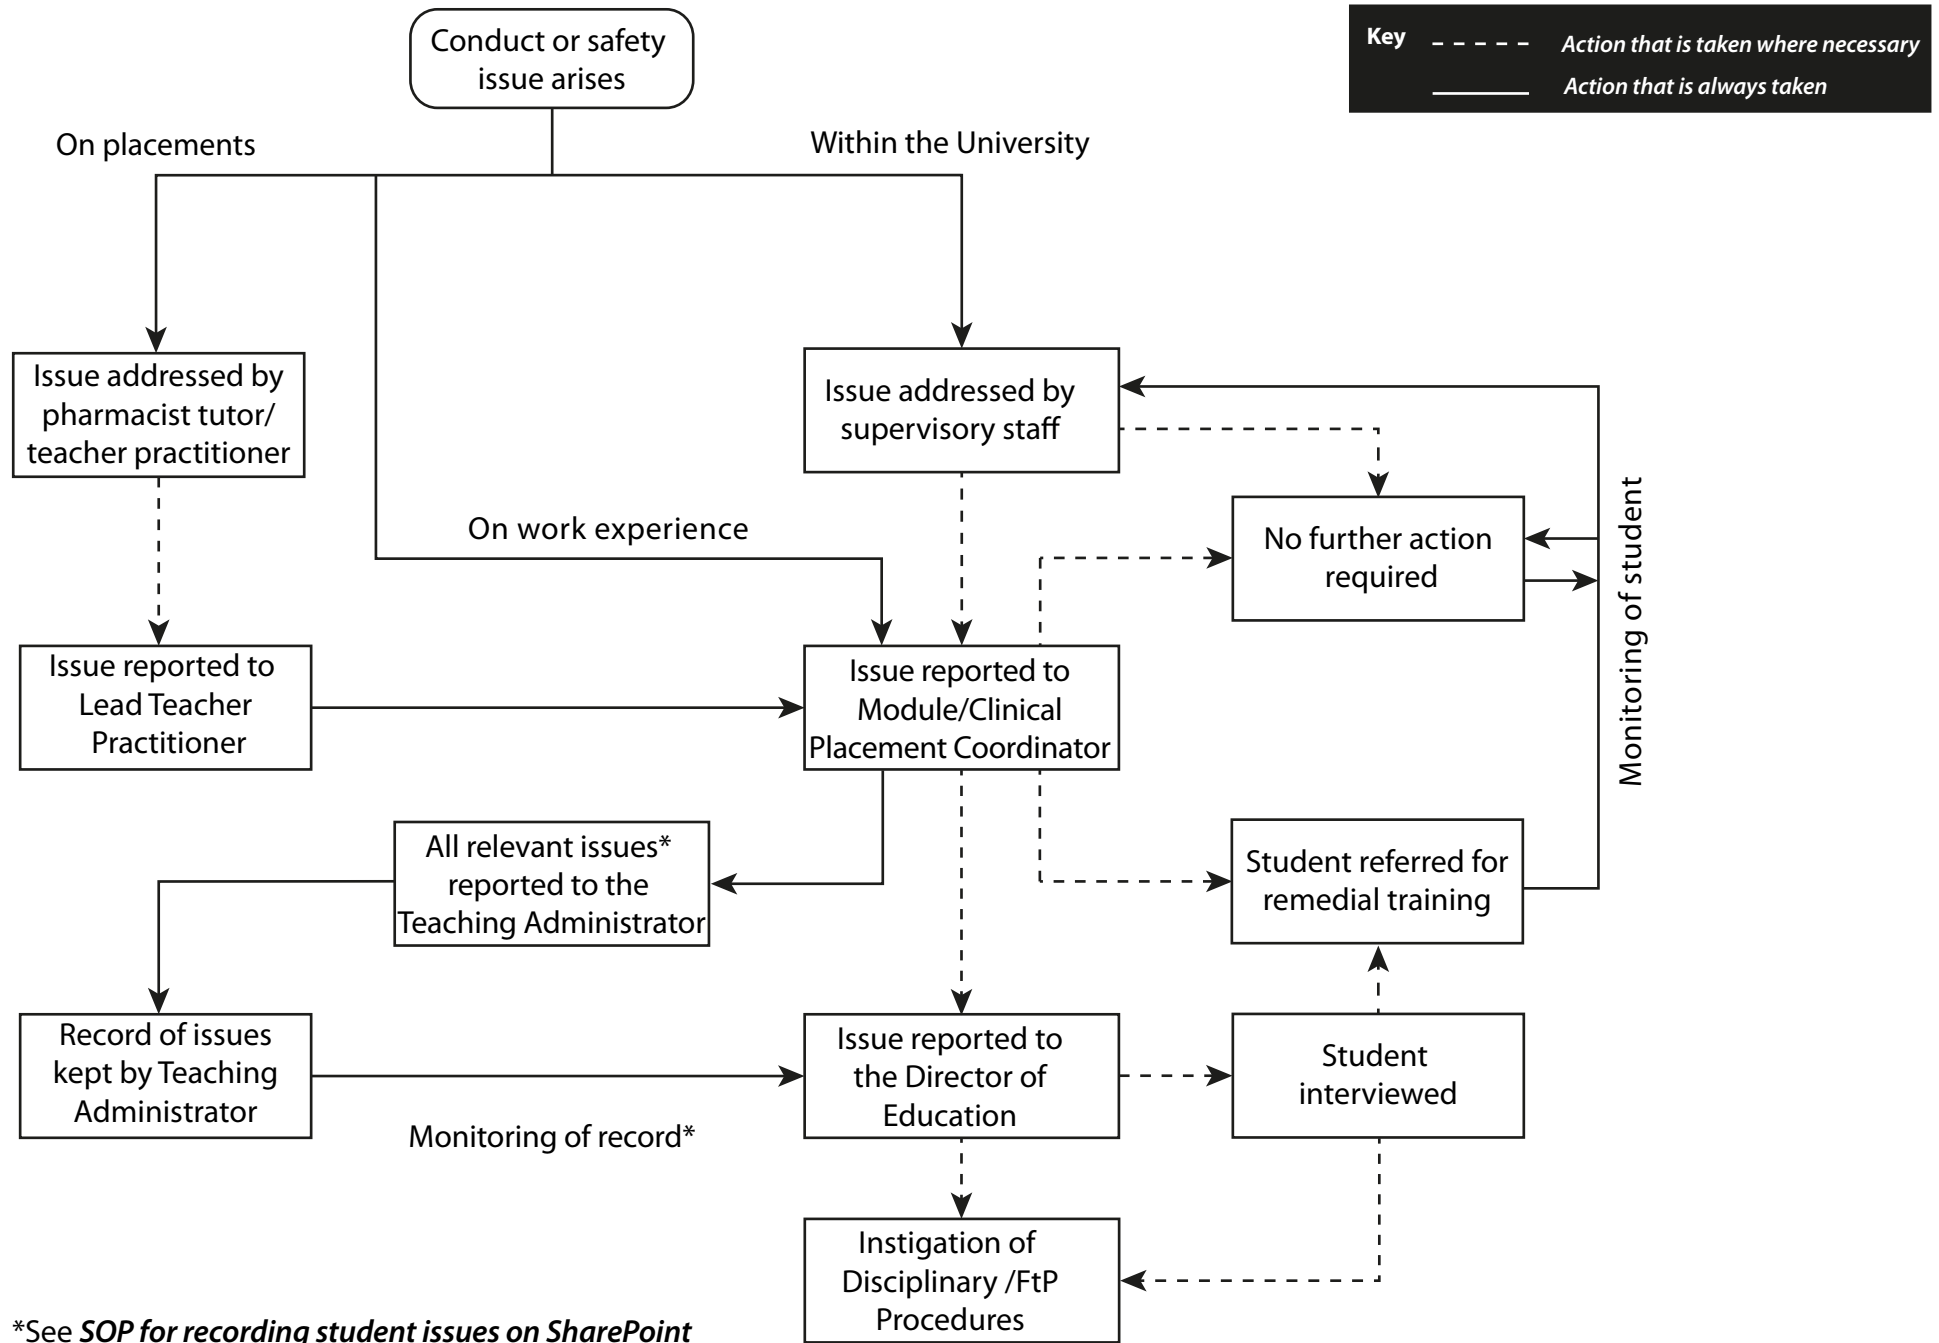 Conduct or safety
issue arises
Key
Action that is taken where necessary
Action that is always taken
On placements
Within the University
Issue addressed by
pharmacist tutor/
teacher practitioner
Issue addressed by
supervisory staff
On work experience
No further action
required
Monitoring of student
Issue reported to
Lead Teacher
Practitioner
Issue reported to
Module/Clinical
Placement Coordinator
All relevant issues*
reported to the
Teaching Administrator
Student referred for
remedial training
Record of issues
kept by Teaching
Administrator
Monitoring of record*
Issue reported to
the Director of
Education
Student
interviewed
Instigation of
Disciplinary /FtP
Procedures
*See SOP for recording student issues on SharePoint